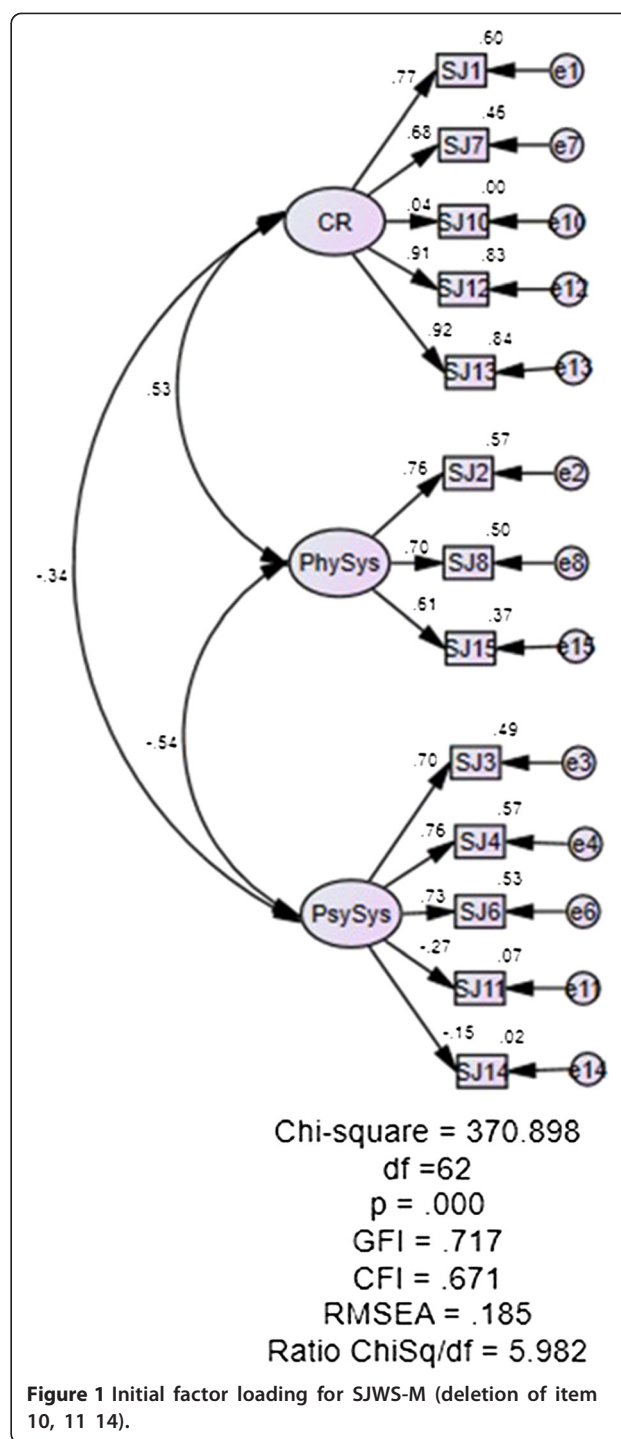 .60
.77 SJ1 e1
.46
.68 SJ7 e7
.00
CR .04 SJ10 e10
.91 .83
SJ12 e12
.92 .84
SJ13 e13
.53
.57
.76 SJ2 e2
.50
PhySys .70 SJ8 e8
.61 .37
SJ15 e15
-.34
-.54
.49
.70 SJ3 e3
.57
.76 SJ4 e4
.53
PsySys .73 SJ6 e6
-.27 .07
SJ11 e11
-.15 .02
SJ14 e14
Chi-square = 370.898
df =62
p = .000
GFI = .717
CFI = .671
RMSEA = .185
Ratio ChiSq/df = 5.982
Figure 1 Initial factor loading for SJWS-M (deletion of item
10, 11 14).